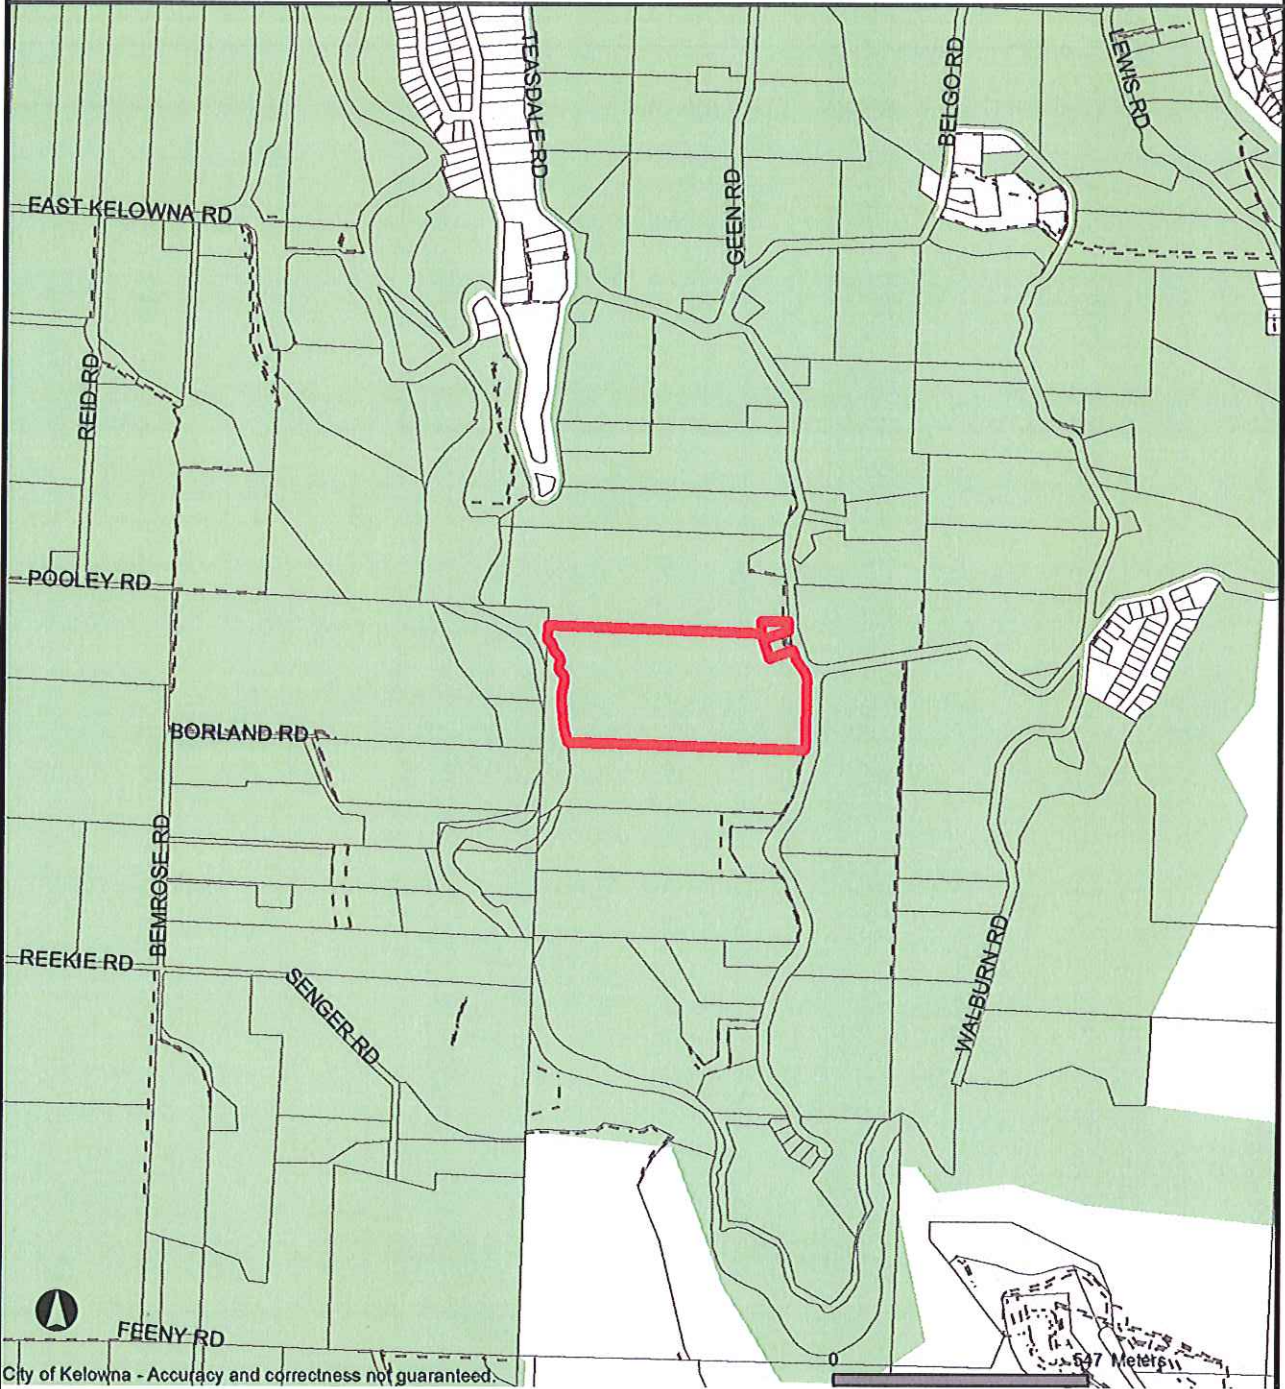 TEASDALE RD
BELGO RD
LEWIS RD
GEEN RD
EAST KELOWNA RD
REID RD
POOLEY RD
BORLAND RD
BEMROSE RD
REEKIE RD
SENGER RD
WALBURN RD
FEENY RD
City of Kelowna - Accuracy and correctness not guaranteed.
0
547 Meters